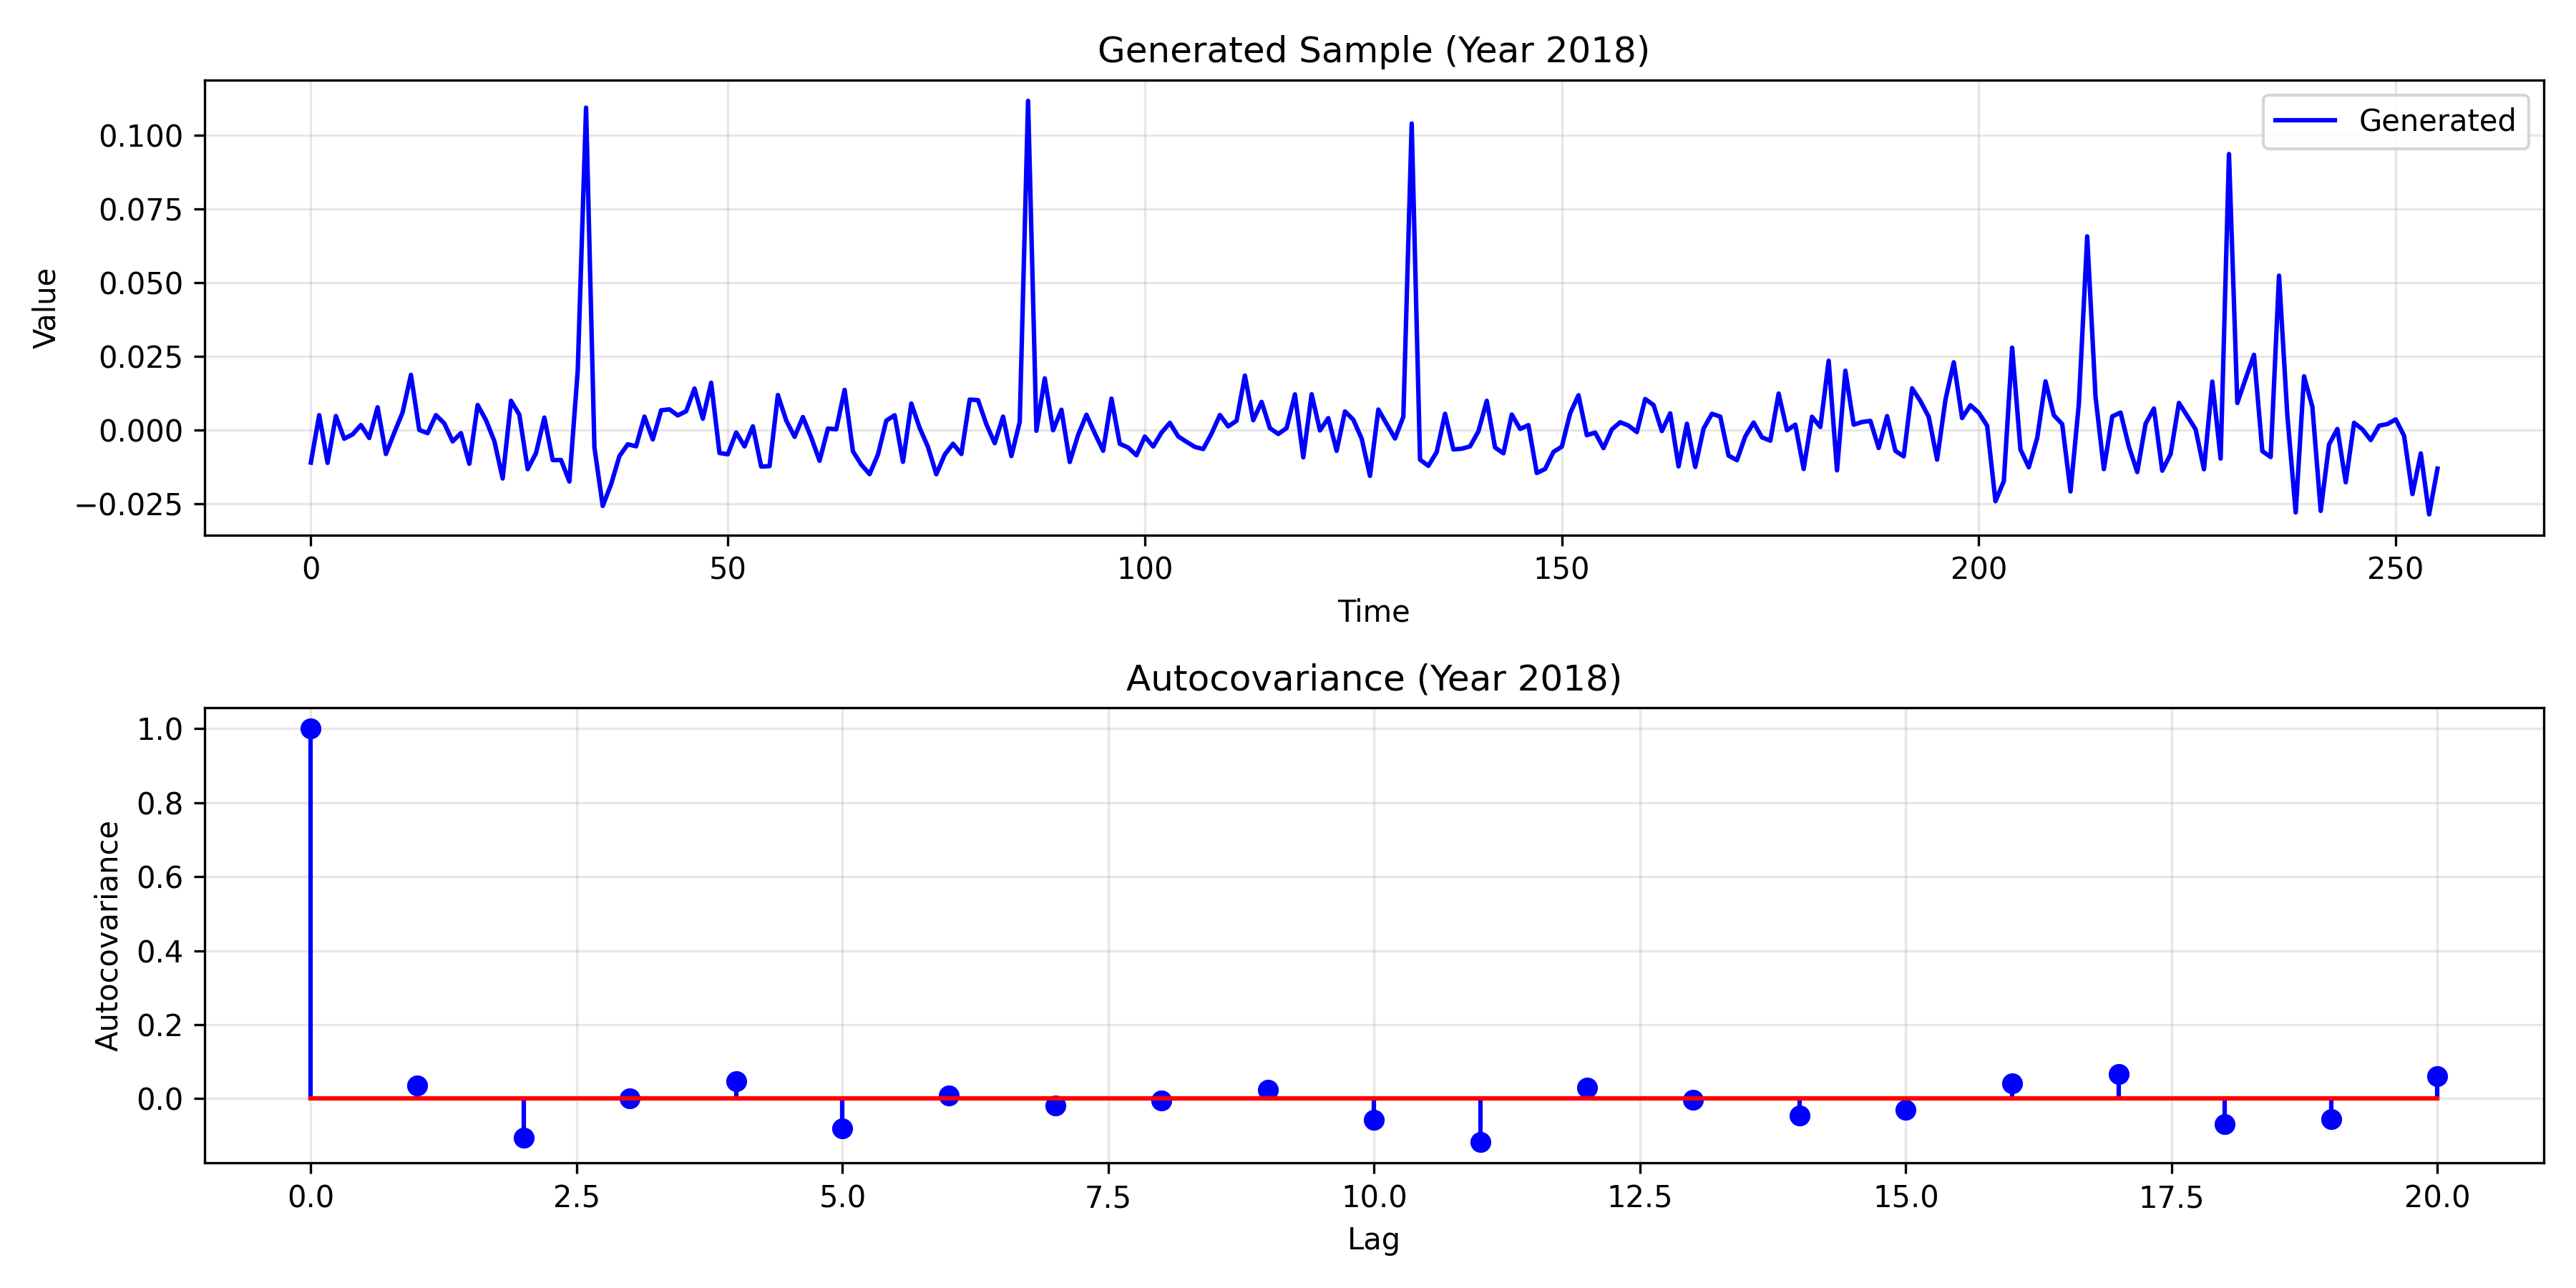 Generated Sample (Year 2018)
Generated
0.100
0.075
0.050
0.025
0.000
−0.025
Value
0 50 100 150 200 250
Time
Autocovariance (Year 2018)
1.0
0.8
0.6
0.4
0.2
0.0
Autocovariance
0.0 2.5 5.0 7.5 10.0 12.5 15.0 17.5 20.0
Lag